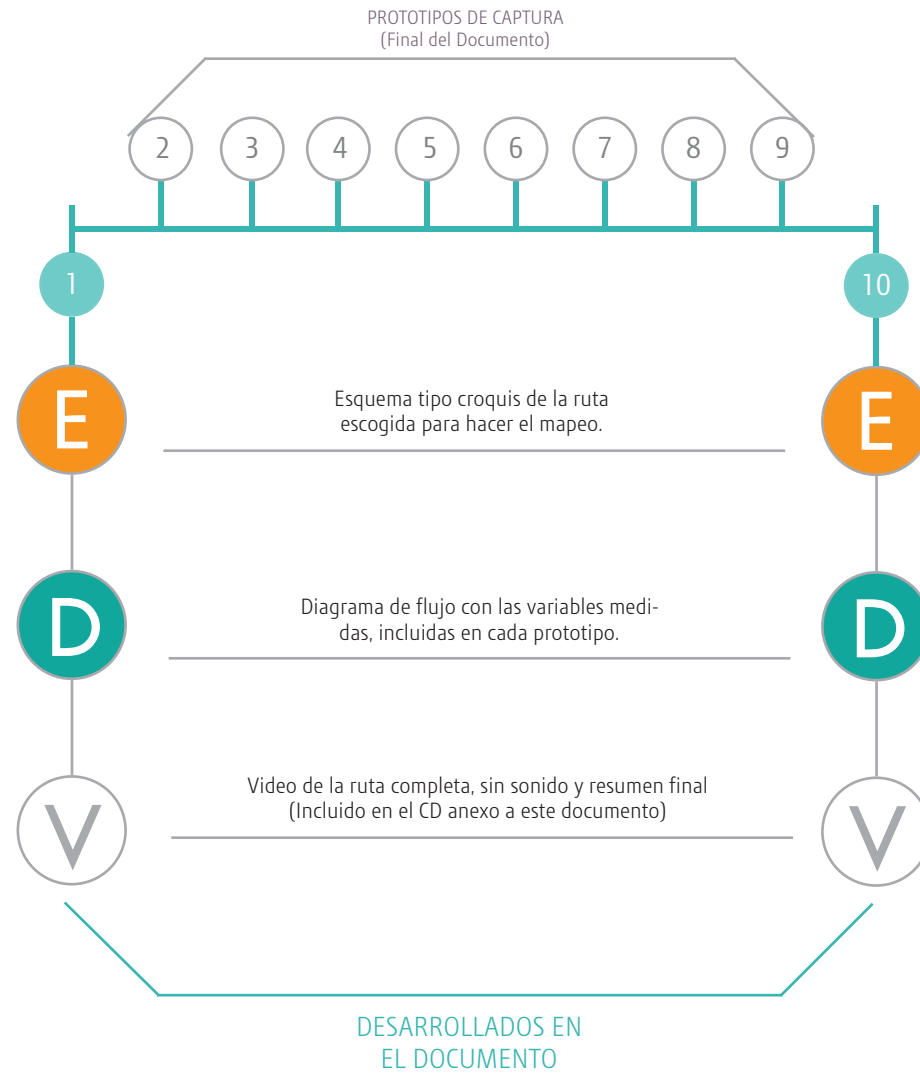 PROTOTIPOS DE CAPTURA
(Final del Documento)
2 3 4 5 6 7 8 9
1 10
E E
Esquema tipo croquis de la ruta
escogida para hacer el mapeo.
D D
Diagrama de flujo con las variables medi-
das, incluidas en cada prototipo.
V V
Video de la ruta completa, sin sonido y resumen final
(Incluido en el CD anexo a este documento)
DESARROLLADOS EN
EL DOCUMENTO